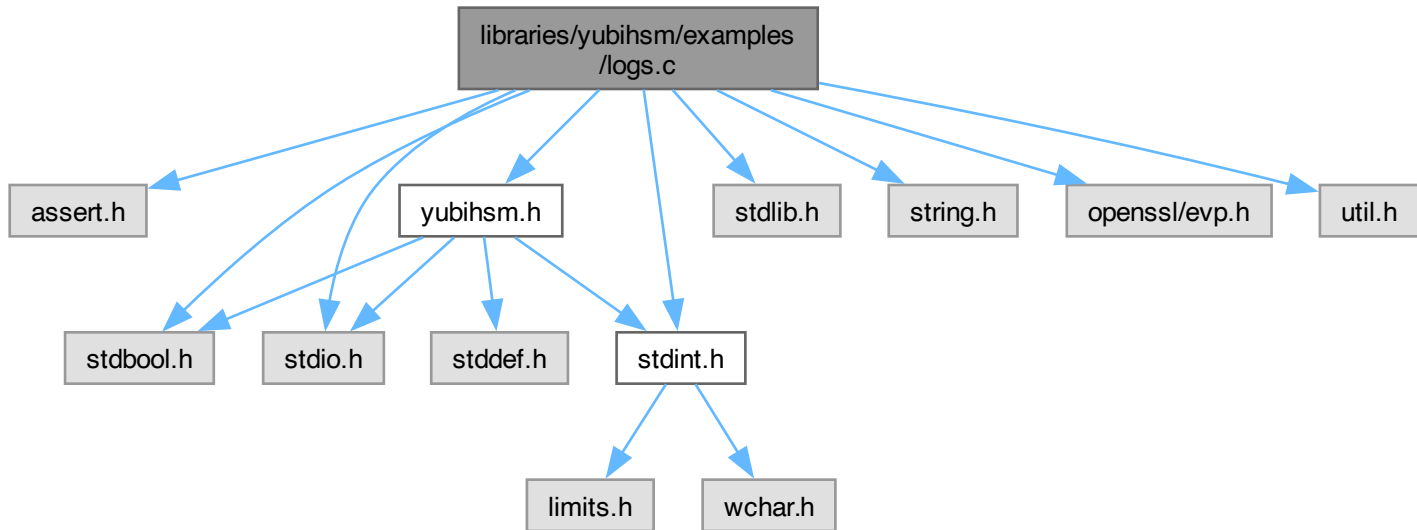 libraries/yubihsm/examples
/logs.c
assert.h
yubihsm.h
stdlib.h
string.h
openssl/evp.h
util.h
stdbool.h
stdio.h
stddef.h
stdint.h
limits.h
wchar.h